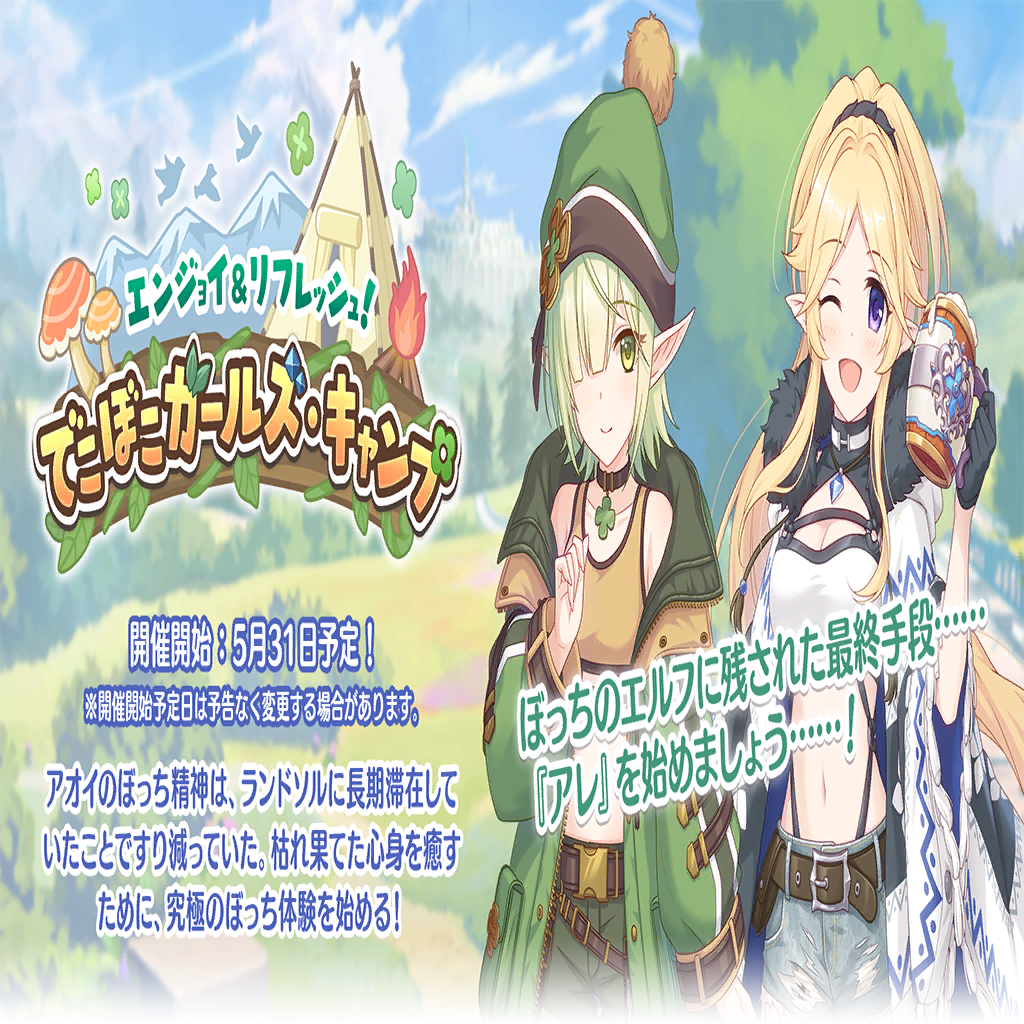 エンジョイ&リフレッシュ!
でこぼこガールズ・キャンプ
開催開始：5月31日予定！
※開催開始予定日は予告なく変更する場合があります。
アオイのぼっち精神は、ランドソルに長期滞在して
いたことですり減っていた。枯れ果てた心身を癒す
ために、究極のぼっち体験を始める！
ぼっちのエルフに残された最終手段……
『アレ』を始めましょう……！